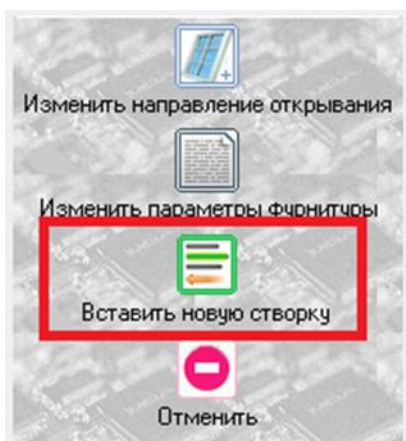 Изменить направление открывания
Изменить параметры фурнитуры
Вставить новую створку
Отменить